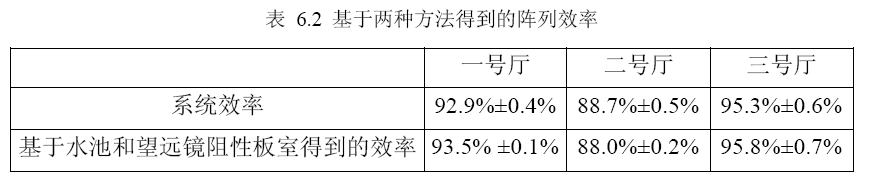 表 6.2 基于两种方法得到的阵列效率
一号厅 二号厅 三号厅
系统效率 92.9%±0.4% 88.7%±0.5% 95.3%±0.6%
基于水池和望远镜阻性板室得到的效率 93.5% ±0.1% 88.0%±0.2% 95.8%±0.7%